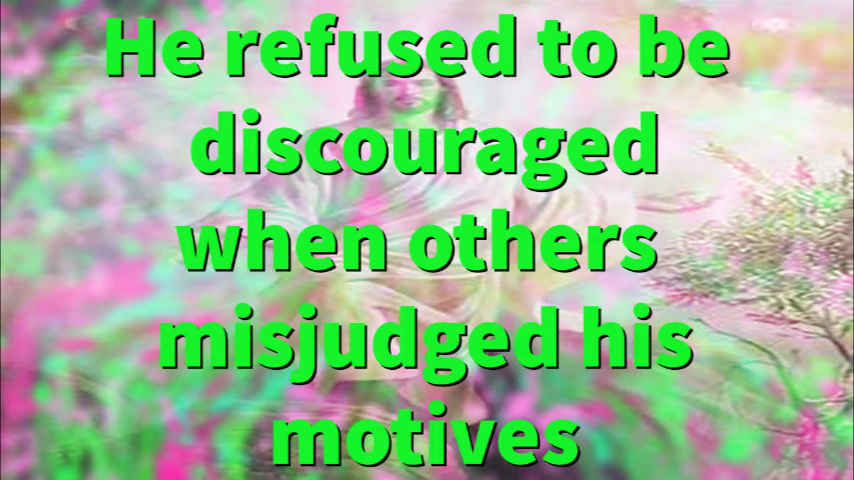 He refused to be
discouraged
when others
misjudged his
motives